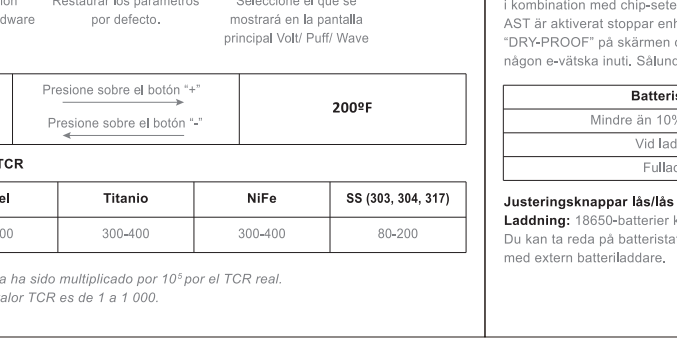 Restaurar los parámetros
por defecto.
Seleccione el que se
mostrará en la pantalla
principal Volt/ Puff/ Wave
Presione sobre el botón “+”
Presione sobre el botón “-”
200ºF
TCR
Titanio NiFe SS (303, 304, 317)
300-400 300-400 80-200
a ha sido multiplicado por 10⁵ por el TCR real.
alor TCR es de 1 a 1 000.
i kombination med chip-sete
AST är aktiverat stoppar enh
“DRY-PROOF” på skärmen
någon e-vätska inuti. Sålund
Batteris
Mindre än 10%
Vid lad
Fullad
Justeringsknappar lås/lås
Laddning: 18650-batterier k
Du kan ta reda på batteristat
med extern batteriladdare.